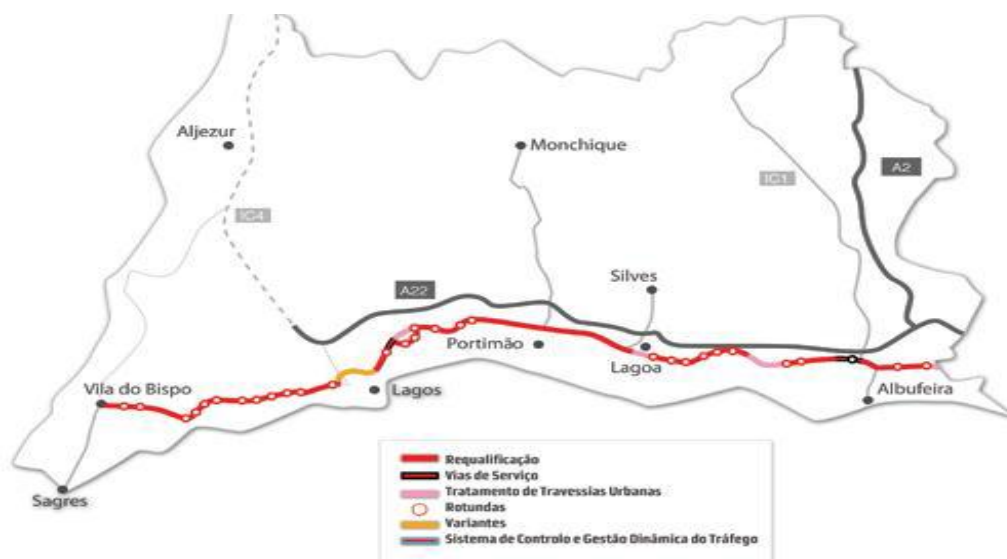 Aljezur
Monchique
IC1
A2
IC4
Silves
A22
Portimão
Lagoa
Vila do Bispo
Lagos
Albufeira
Sagres
Requalificação
Vias de Serviço
Tratamento de Travessias Urbanas
Rotundas
Variantes
Sistema de Controlo e Gestão Dinâmica do Tráfego